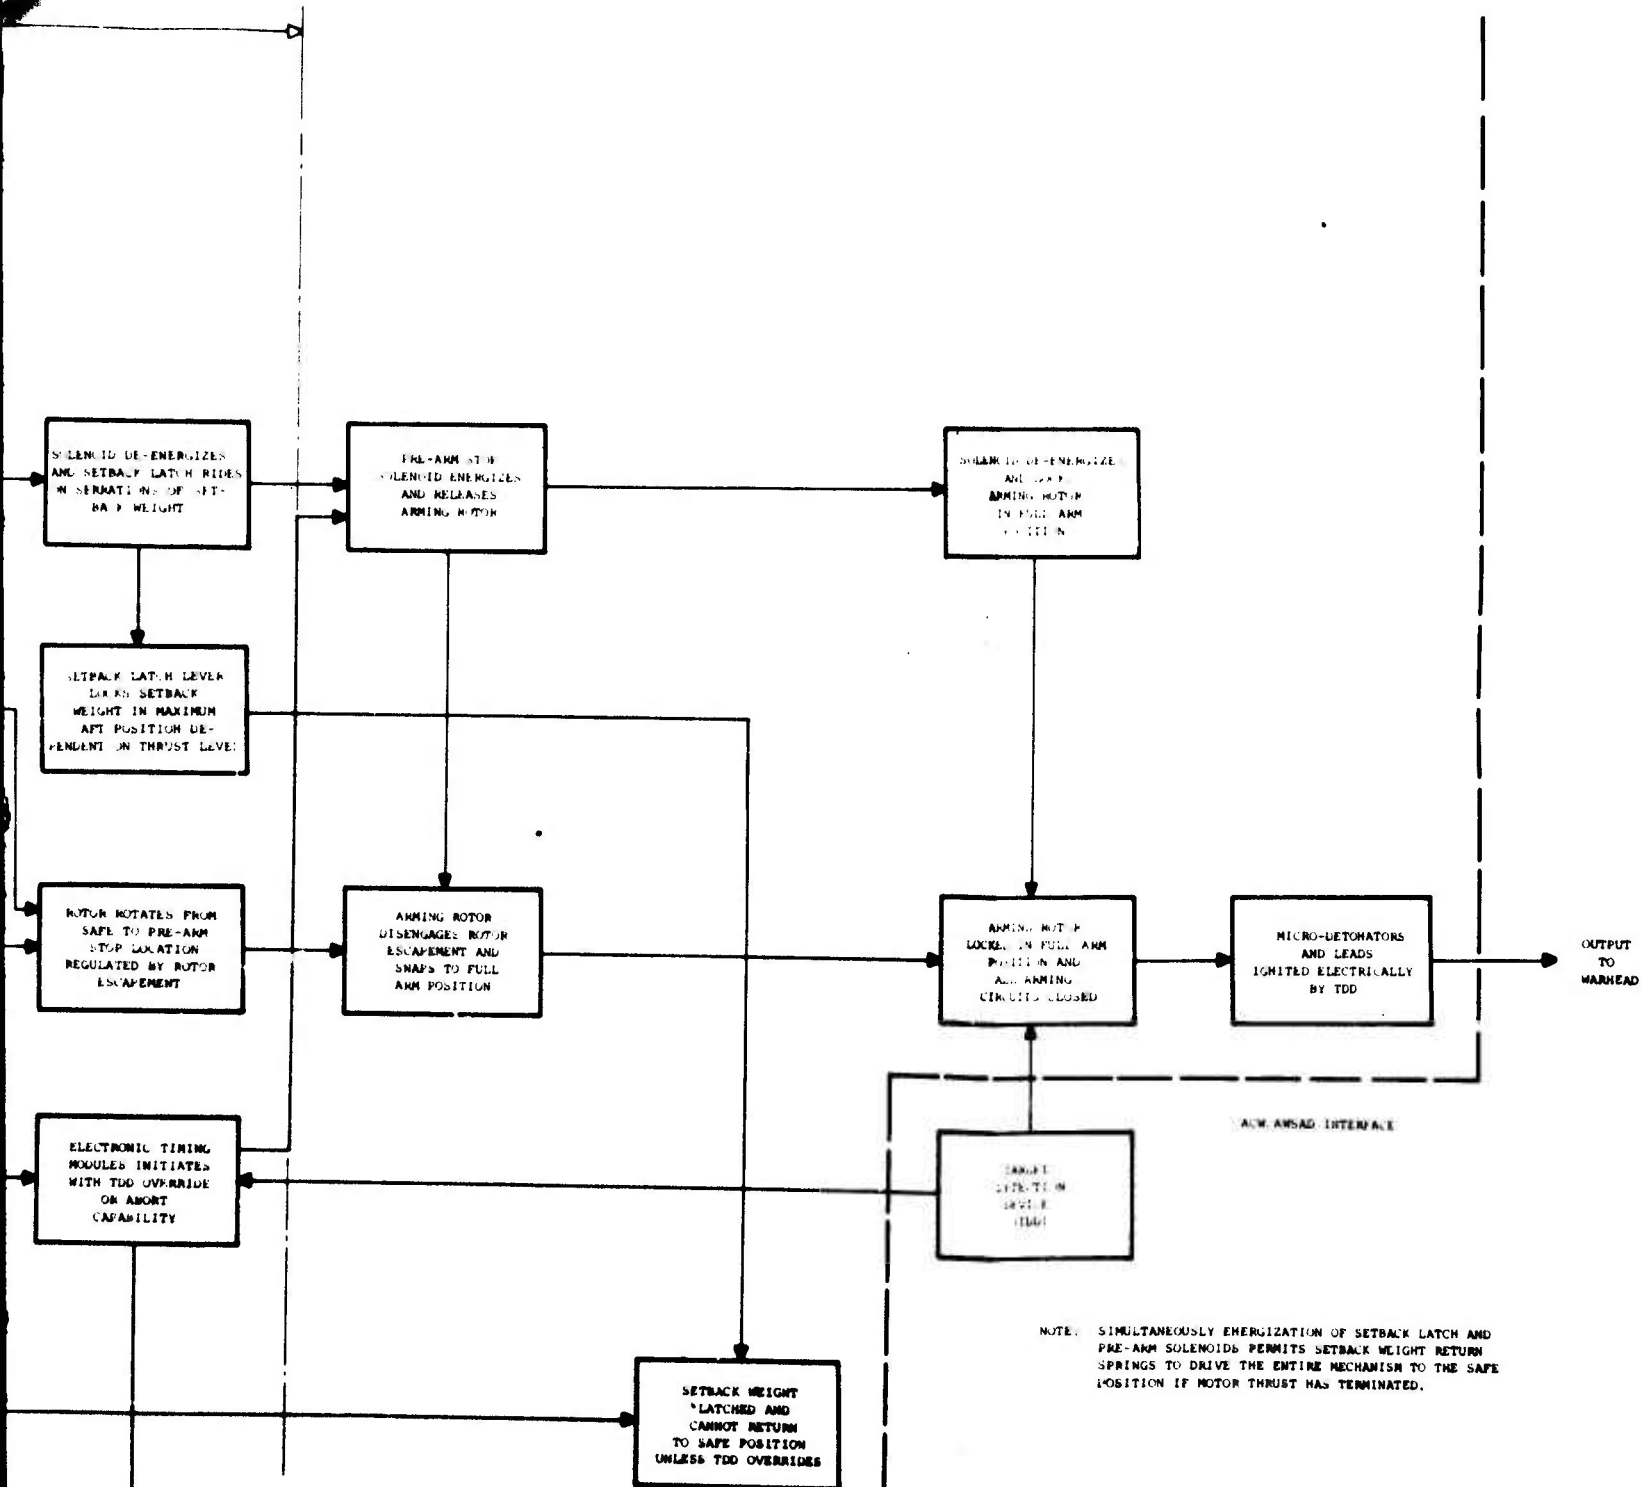 SOLENOID DE-ENERGIZES
AND SETBACK LATCH RIDES
ON SERRATIONS OF SET-
BACK WEIGHT
PRE-ARM STOP
SOLENOID ENERGIZES
AND RELEASES
ARMING ROTOR
SOLENOID DE-ENERGIZES
AND LOCKS
ARMING ROTOR
IN FULL ARM
POSITION
SETBACK LATCH LEVER
LOCKS SETBACK
WEIGHT IN MAXIMUM
AFT POSITION DE-
PENDENT ON THRUST LEVEL
ROTOR ROTATES FROM
SAFE TO PRE-ARM
STOP LOCATION
REGULATED BY ROTOR
ESCAPEMENT
ARMING ROTOR
DISENGAGES ROTOR
ESCAPEMENT AND
SNAPS TO FULL
ARM POSITION
ARMING ROTOR
LOCKED IN FULL ARM
POSITION AND
ALL ARMING
CIRCUITS CLOSED
MICRO-DETONATORS
AND LEADS
IGNITED ELECTRICALLY
BY TDD
OUTPUT
TO
WARHEAD
ELECTRONIC TIMING
MODULES INITIATES
WITH TDD OVERRIDE
OR ABORT
CAPABILITY
AWSAD INTERFACE
TARGET
DETECTION
DEVICE
(TDD)
NOTE: SIMULTANEOUSLY ENERGIZATION OF SETBACK LATCH AND
PRE-ARM SOLENOIDS PERMITS SETBACK WEIGHT RETURN
SPRINGS TO DRIVE THE ENTIRE MECHANISM TO THE SAFE
POSITION IF MOTOR THRUST HAS TERMINATED.
SETBACK WEIGHT
LATCHED AND
CANNOT RETURN
TO SAFE POSITION
UNLESS TDD OVERRIDES